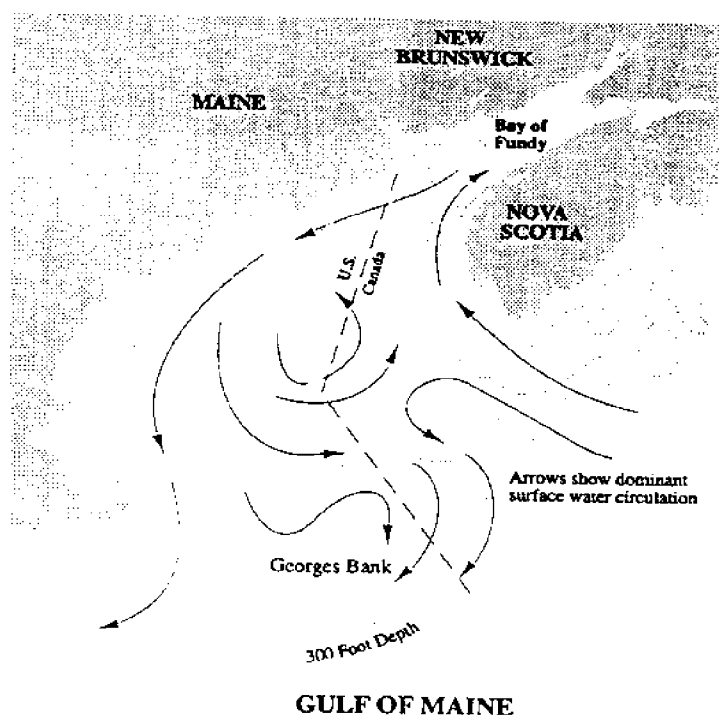 NEW
BRUNSWICK
MAINE
Bay of
Fundy
NOVA
SCOTIA
U.S.
Canada
Arrows show dominant
surface water circulation
Georges Bank
300 Foot Depth
GULF OF MAINE